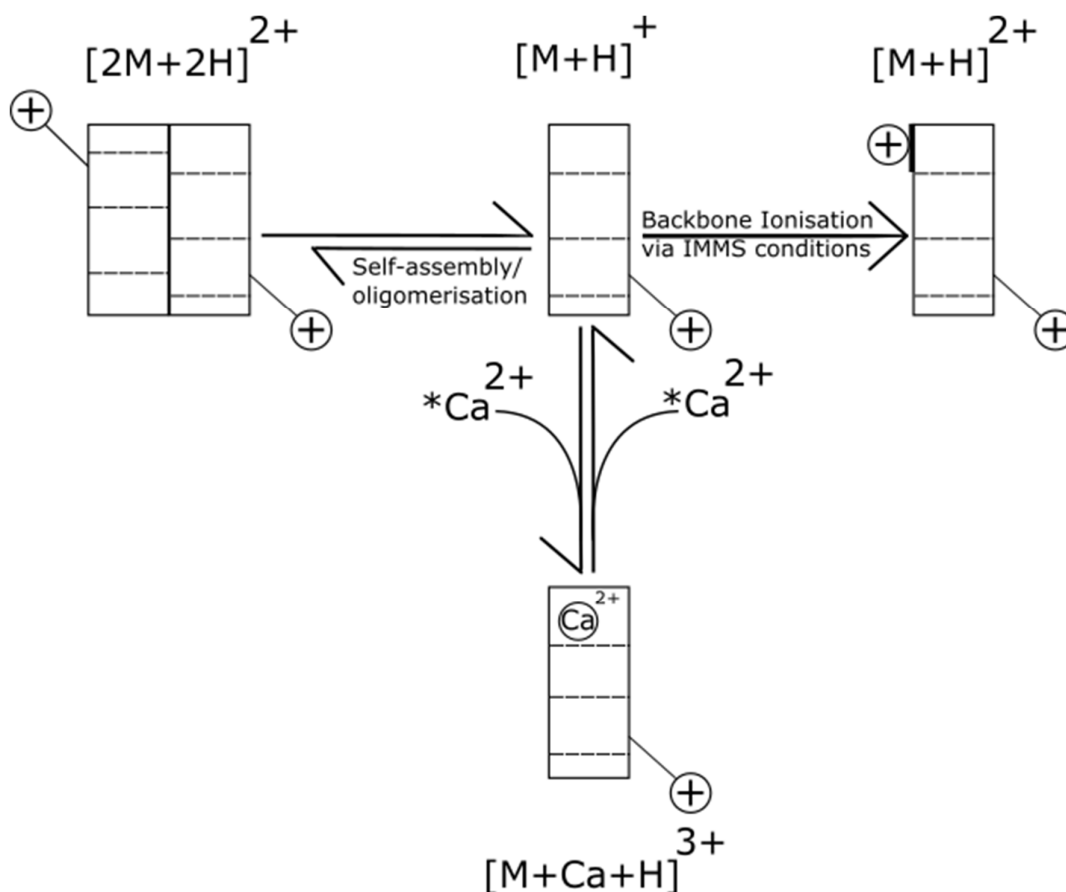 [2M+2H]2+
[M+H]+
[M+H]2+
+
+
+
+
+
Backbone Ionisation
via IMMS conditions
Self-assembly/
oligomerisation
*Ca2+
*Ca2+
Ca2+
+
[M+Ca+H]3+